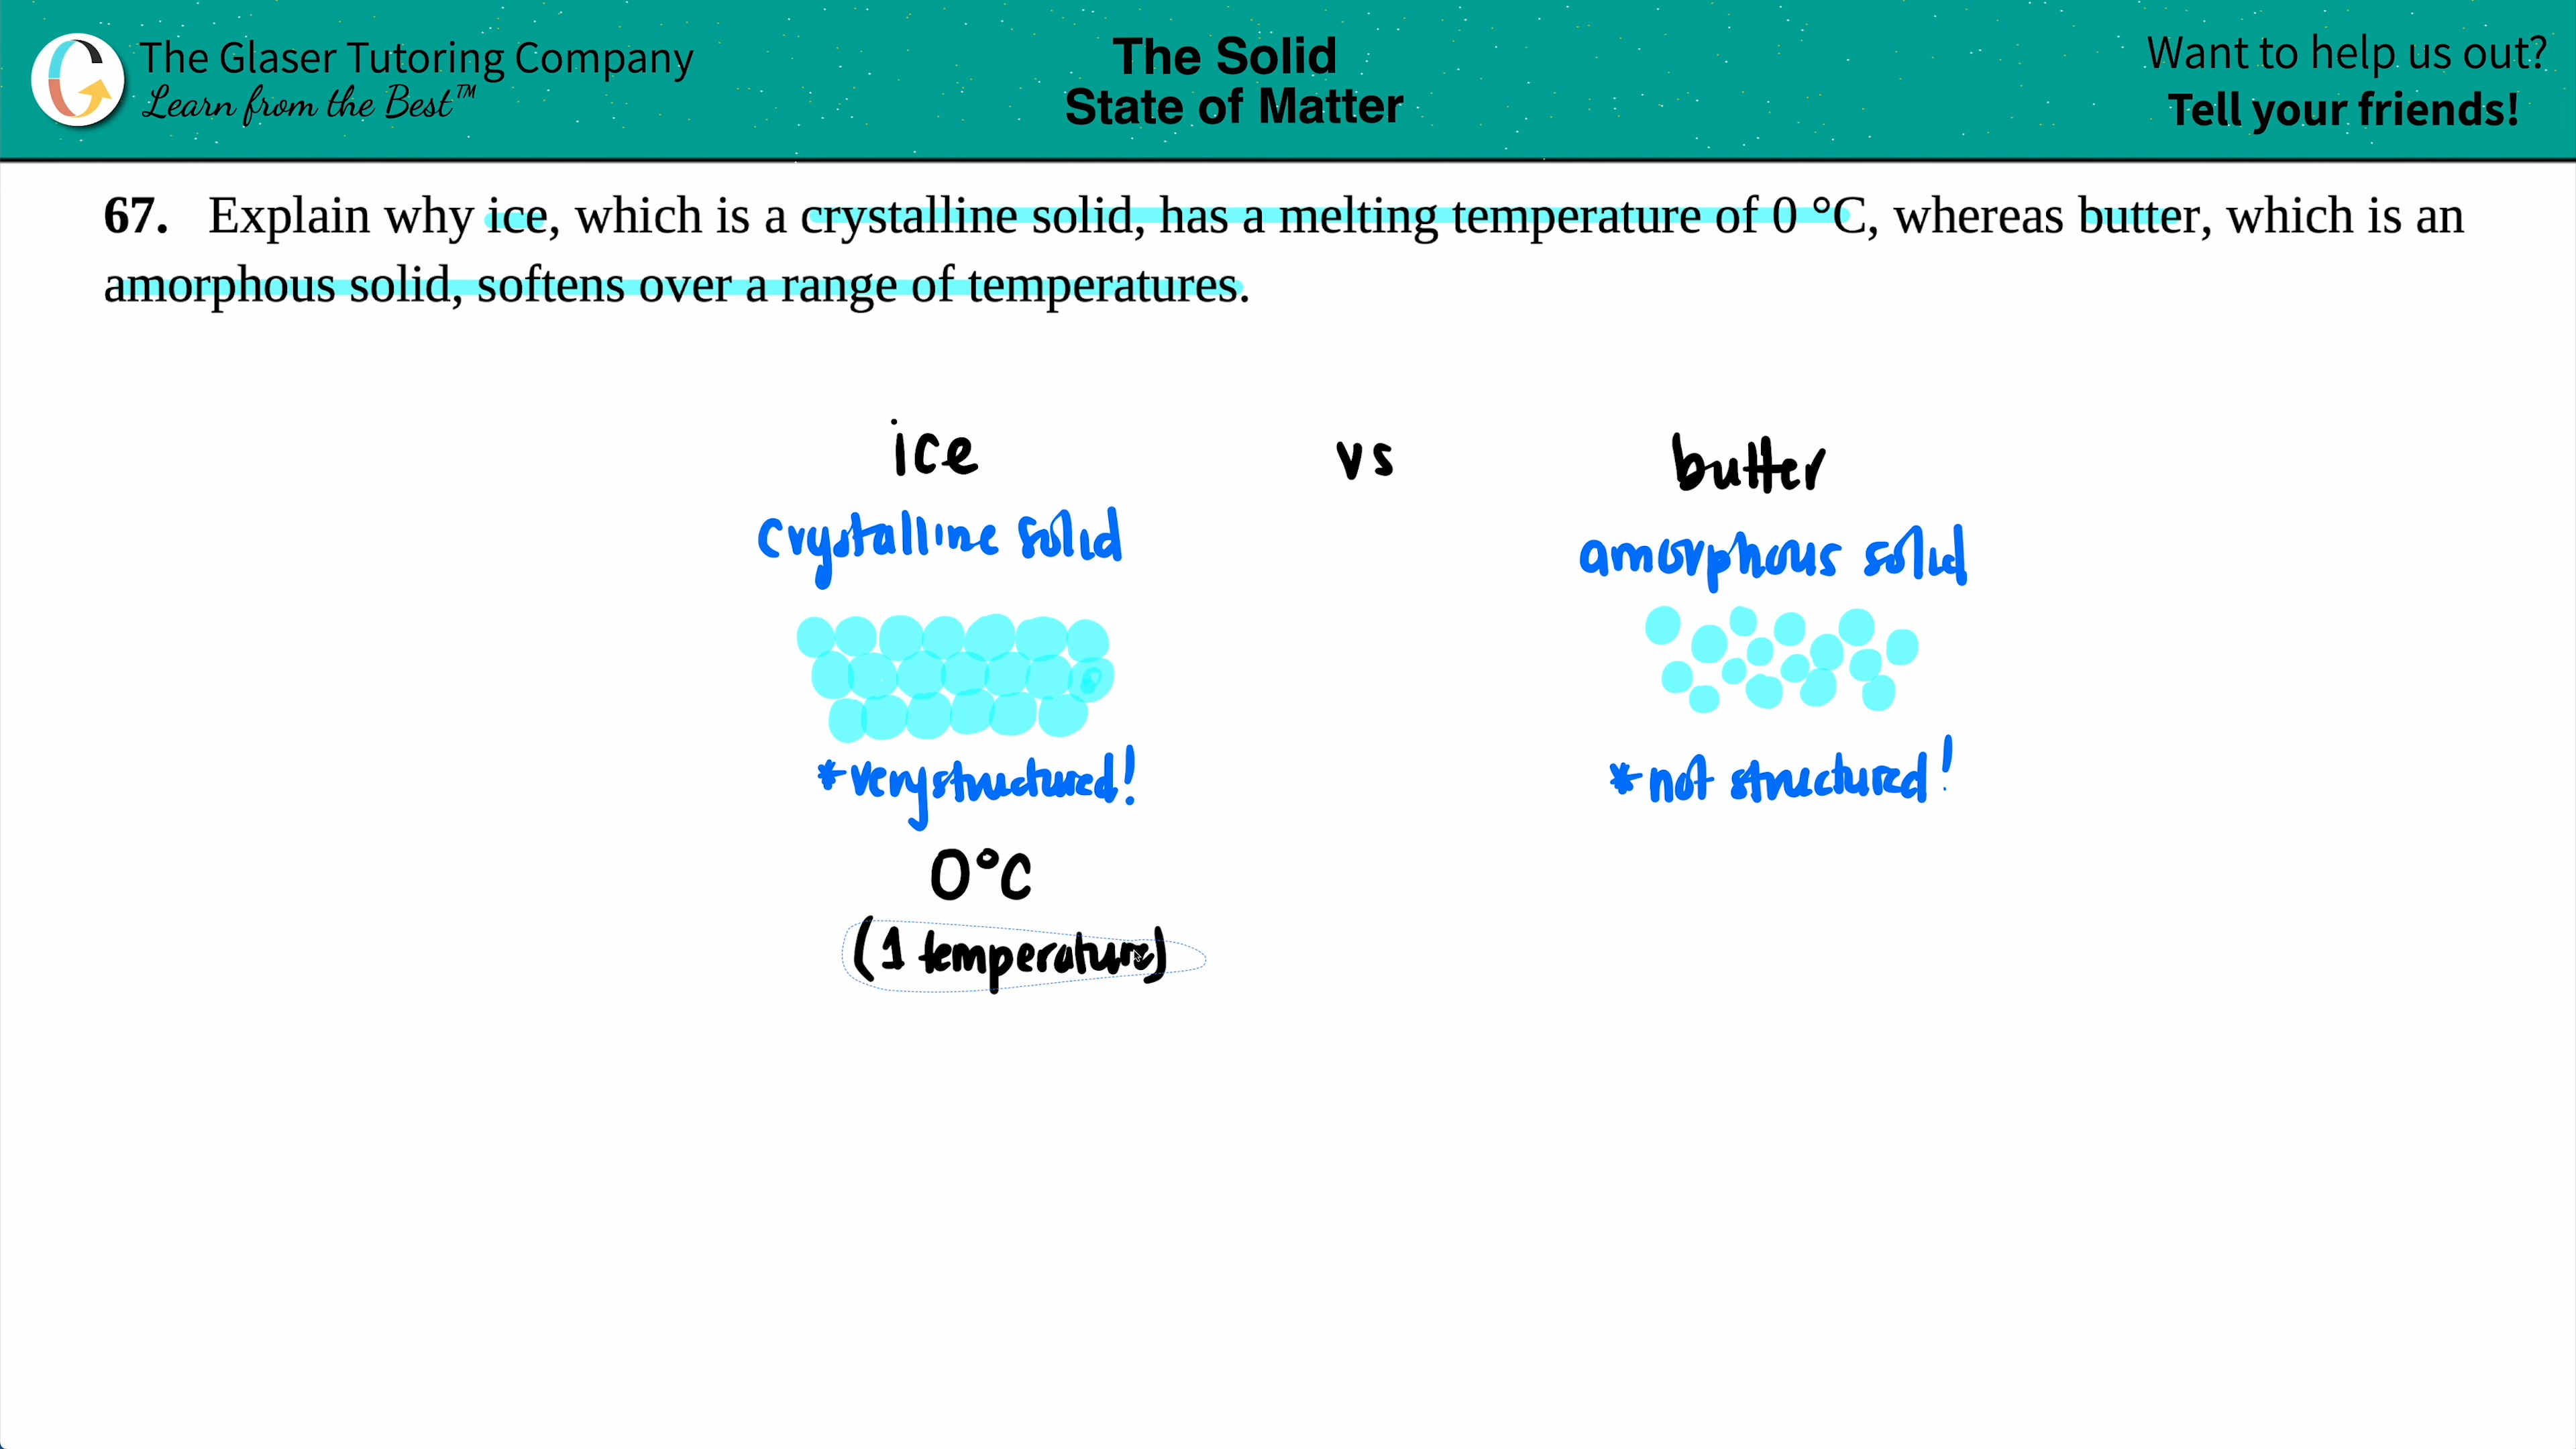 The Glaser Tutoring Company
Learn from the Best™
The Solid
State of Matter
Want to help us out?
Tell your friends!
67. Explain why ice, which is a crystalline solid, has a melting temperature of 0 °C, whereas butter, which is an
amorphous solid, softens over a range of temperatures.
ice vs butter
crystalline solid amorphous solid
*very structured! *not structured!
0°C
(1 temperature)